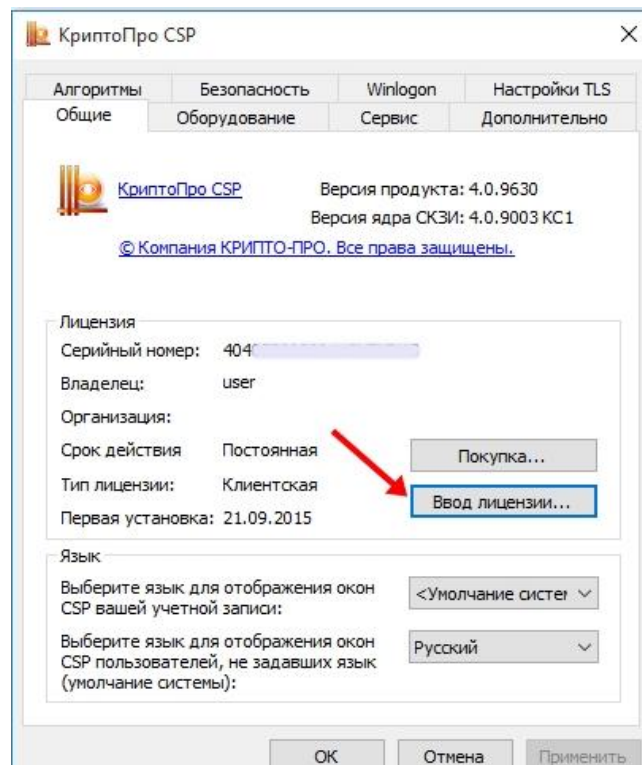 КриптоПро CSP
Алгоритмы Безопасность Winlogon Настройки TLS
Общие Оборудование Сервис Дополнительно
КриптоПро CSP Версия продукта: 4.0.9630
Версия ядра СКЗИ: 4.0.9003 КС1
© Компания КРИПТО-ПРО. Все права защищены.
Лицензия
Серийный номер: 404
Владелец: user
Организация:
Срок действия Постоянная Покупка...
Тип лицензии: Клиентская
Ввод лицензии...
Первая установка: 21.09.2015
Язык
Выберите язык для отображения окон
CSP вашей учетной записи:
<Умолчание систег
Выберите язык для отображения окон
CSP пользователей, не задавших язык
(умолчание системы):
Русский
ОК Отмена Применить